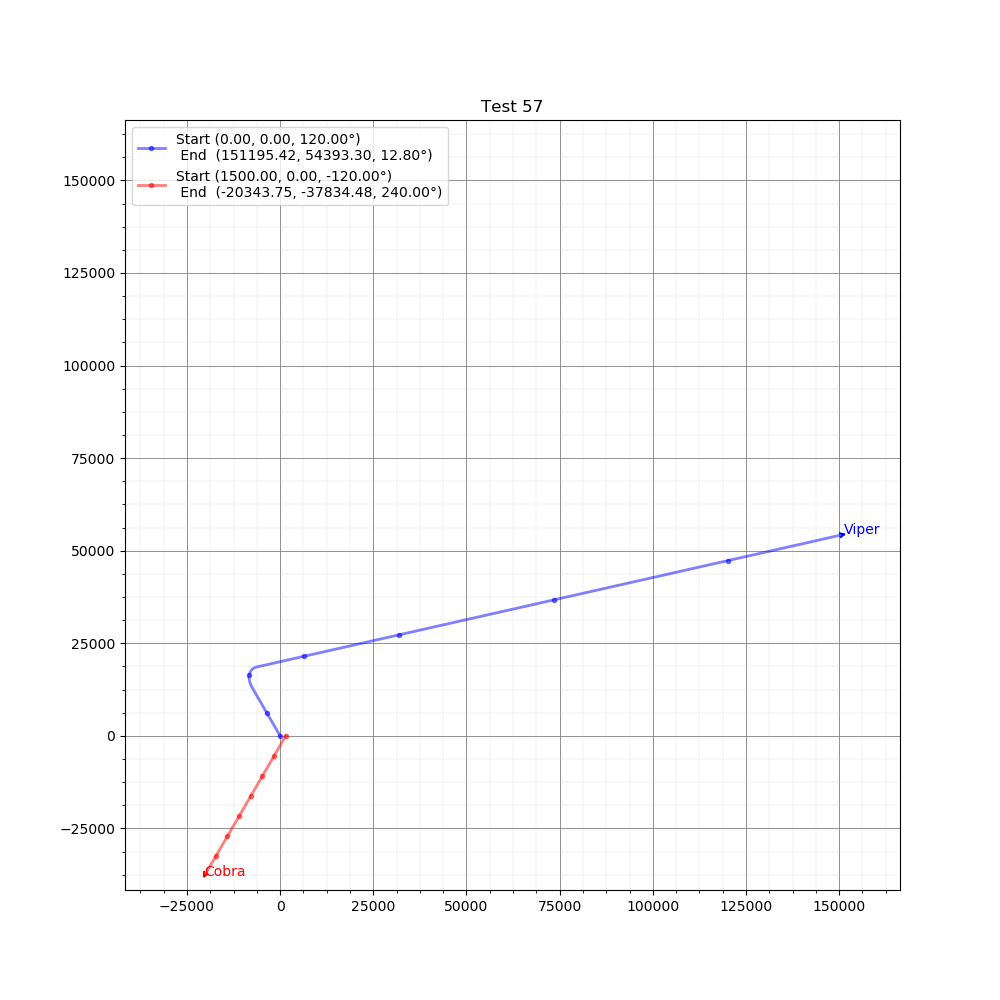 Test 57
Start (0.00, 0.00, 120.00°)
End  (151195.42, 54393.30, 12.80°)
Start (1500.00, 0.00, -120.00°)
End  (-20343.75, -37834.48, 240.00°)
150000
125000
100000
75000
50000
25000
0
−25000
Viper
Cobra
−25000 0 25000 50000 75000 100000 125000 150000